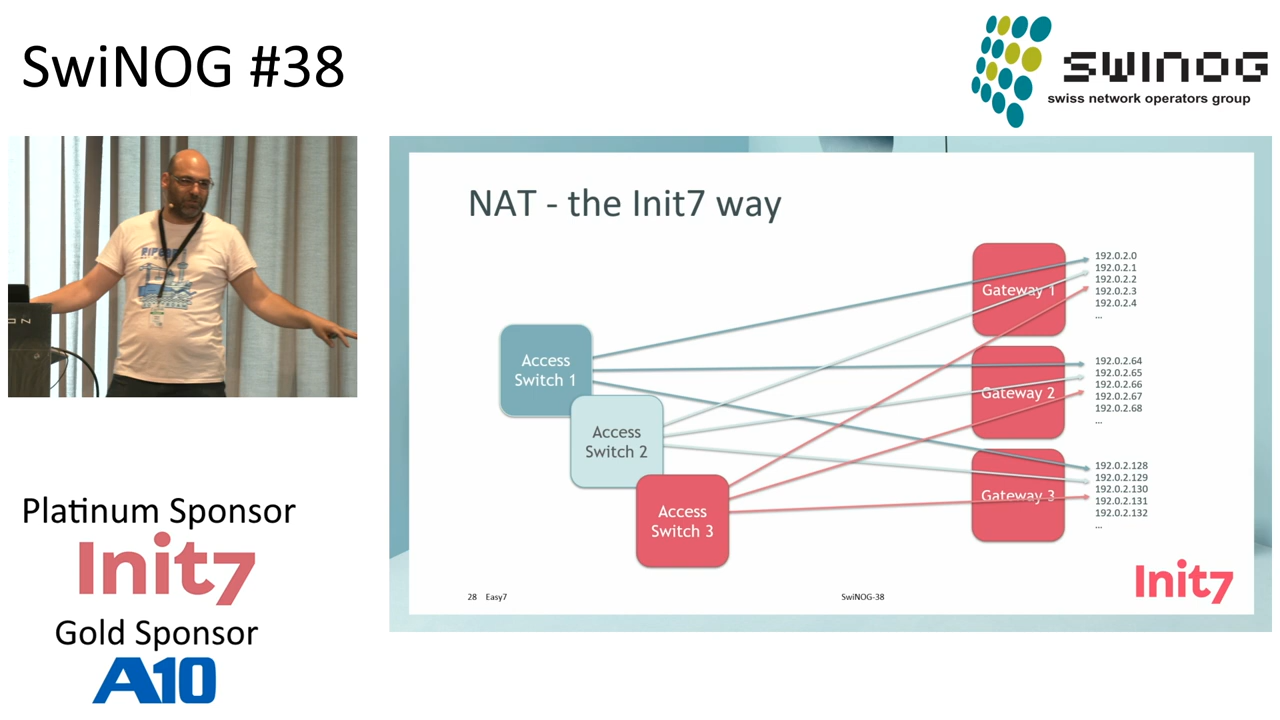 SwiNOG #38
SWINOG
swiss network operators group
RIPE
NAT - the Init7 way
Access
Switch 1
Access
Switch 2
Access
Switch 3
Gateway 1
Gateway 2
Gateway 3
192.0.2.0
192.0.2.1
192.0.2.2
192.0.2.3
192.0.2.4
...
192.0.2.64
192.0.2.65
192.0.2.66
192.0.2.67
192.0.2.68
...
192.0.2.128
192.0.2.129
192.0.2.130
192.0.2.131
192.0.2.132
...
Init7
28 Easy7
SwiNOG-38
Platinum Sponsor
Init7
Gold Sponsor
A10